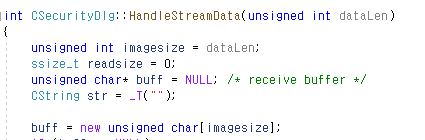 int CSecurityDlg::HandleStreamData(unsigned int dataLen)
{
unsigned int imagesize = dataLen;
ssize_t readsize = 0;
unsigned char* buff = NULL; /* receive buffer */
CString str = _T("");
buff = new unsigned char[imagesize];